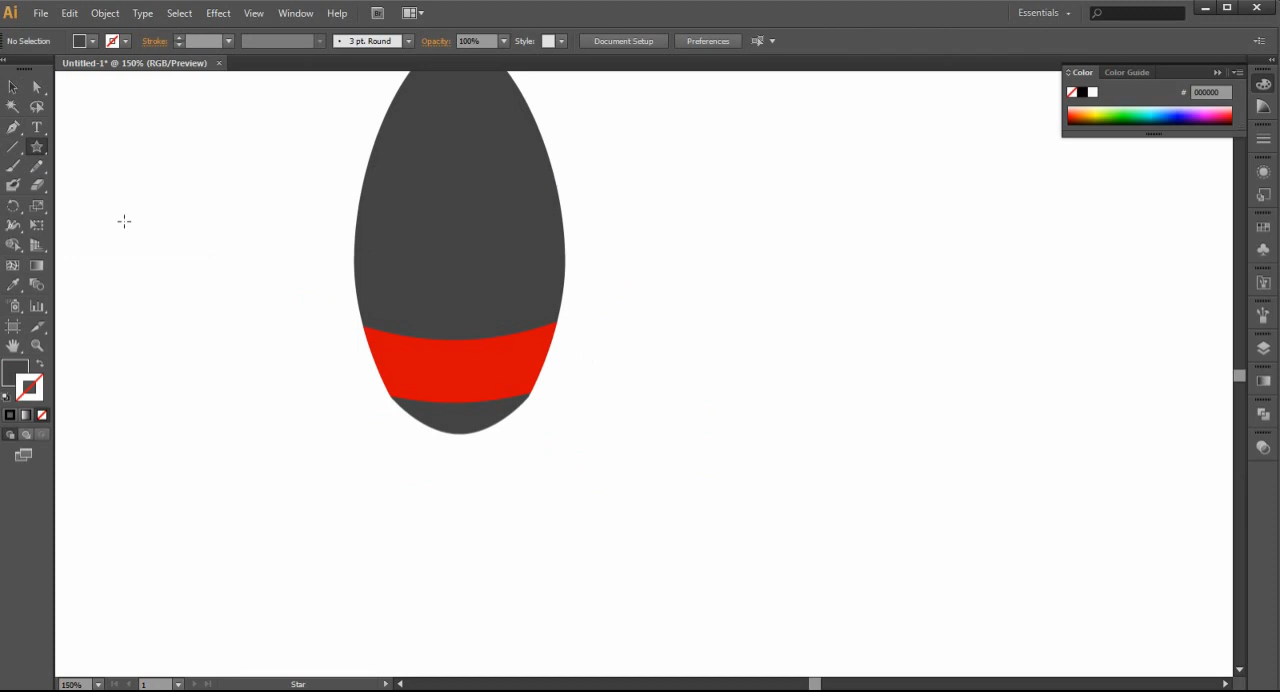 Ai File Edit Object Type Select Effect View Window Help Br Essentials
No Selection Stroke: 3 pt. Round Opacity: 100% Style: Document Setup Preferences
Untitled-1* @ 150% (RGB/Preview) ×
Color Color Guide
# 000000
T
150% 1 Star